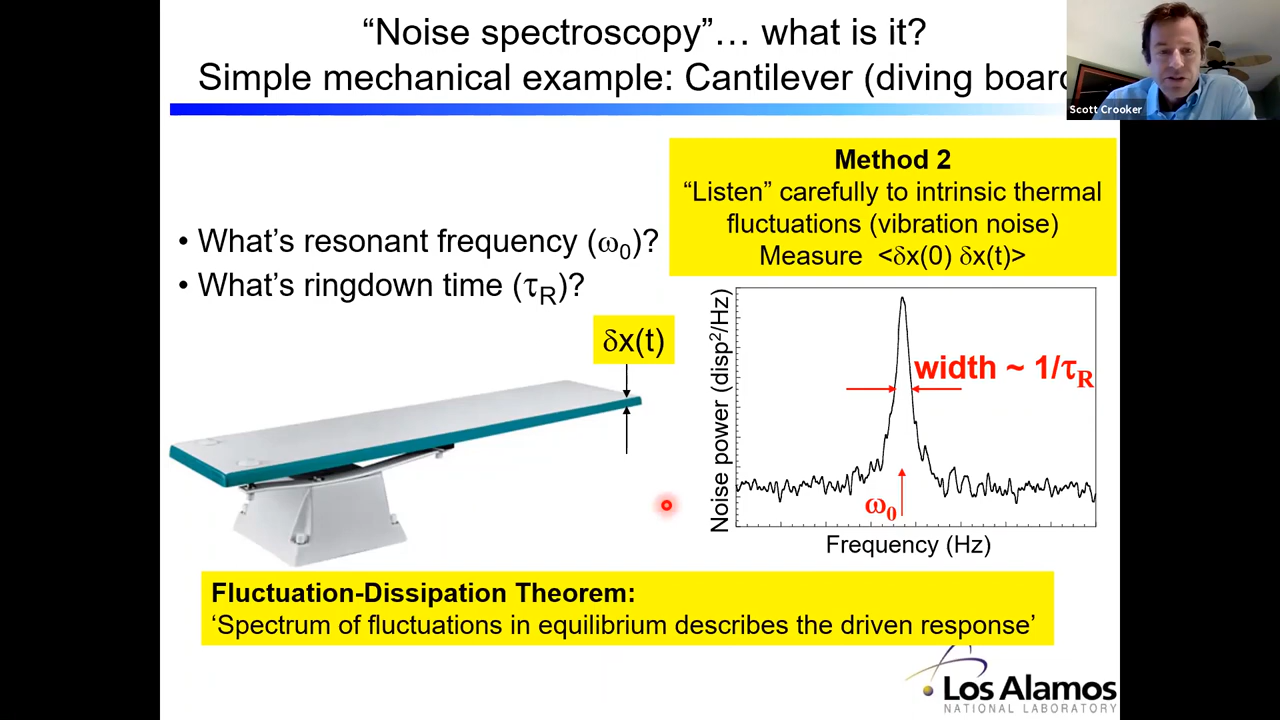 “Noise spectroscopy”… what is it?
Simple mechanical example: Cantilever (diving board
Scott Crooker
Method 2
“Listen” carefully to intrinsic thermal
fluctuations (vibration noise)
Measure <δx(0) δx(t)>
• What’s resonant frequency (ω₀)?
• What’s ringdown time (τ_R)?
δx(t)
Noise power (disp²/Hz)
width ~ 1/τ_R
ω₀
Frequency (Hz)
Fluctuation-Dissipation Theorem:
‘Spectrum of fluctuations in equilibrium describes the driven response’
Los Alamos
NATIONAL LABORATORY